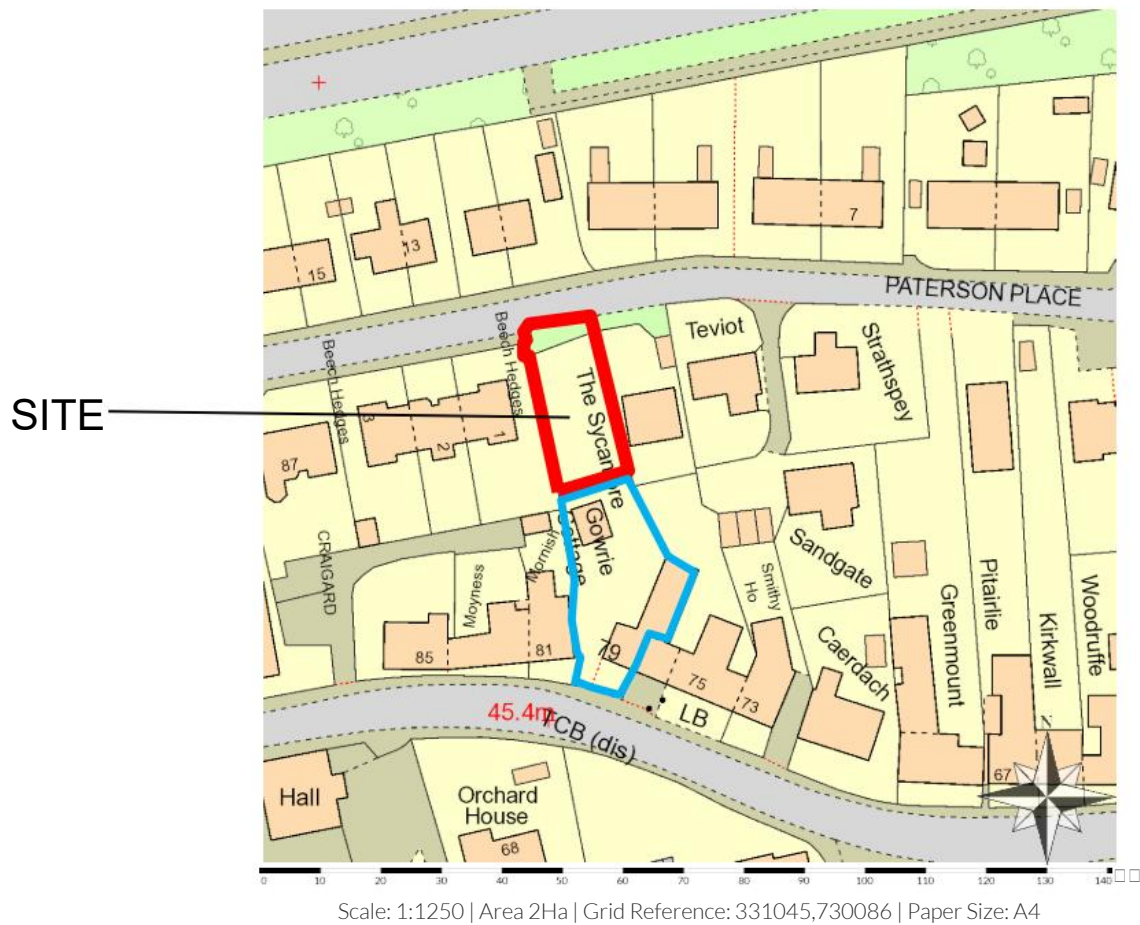 PATERSON PLACE
7
13
15
Beech Hedges
Teviot
Strathspey
Beech Hedges
SITE
The Sycamore
Cottage
3
2
1
87
Gowrie
Mornish
Sandgate
CRAIGARD
Moyness
Smithy
Ho
Pitairlie
Greenmount
Kirkwall
Woodruffe
Caerdach
85
81
79
75
73
LB
45.4m
TCB (dis)
67
N
Hall
Orchard
House
68
0 10 20 30 40 50 60 70 80 90 100 110 120 130 140
Scale: 1:1250 | Area 2Ha | Grid Reference: 331045,730086 | Paper Size: A4